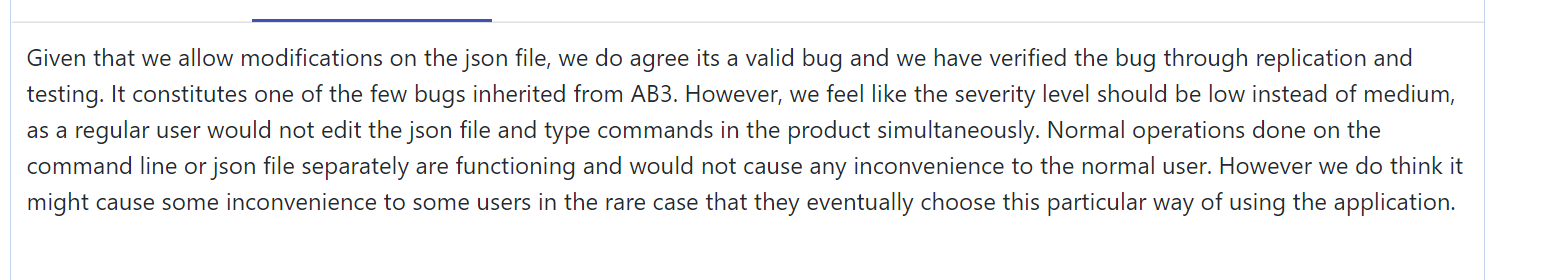 Given that we allow modifications on the json file, we do agree its a valid bug and we have verified the bug through replication and
testing. It constitutes one of the few bugs inherited from AB3. However, we feel like the severity level should be low instead of medium,
as a regular user would not edit the json file and type commands in the product simultaneously. Normal operations done on the
command line or json file separately are functioning and would not cause any inconvenience to the normal user. However we do think it
might cause some inconvenience to some users in the rare case that they eventually choose this particular way of using the application.